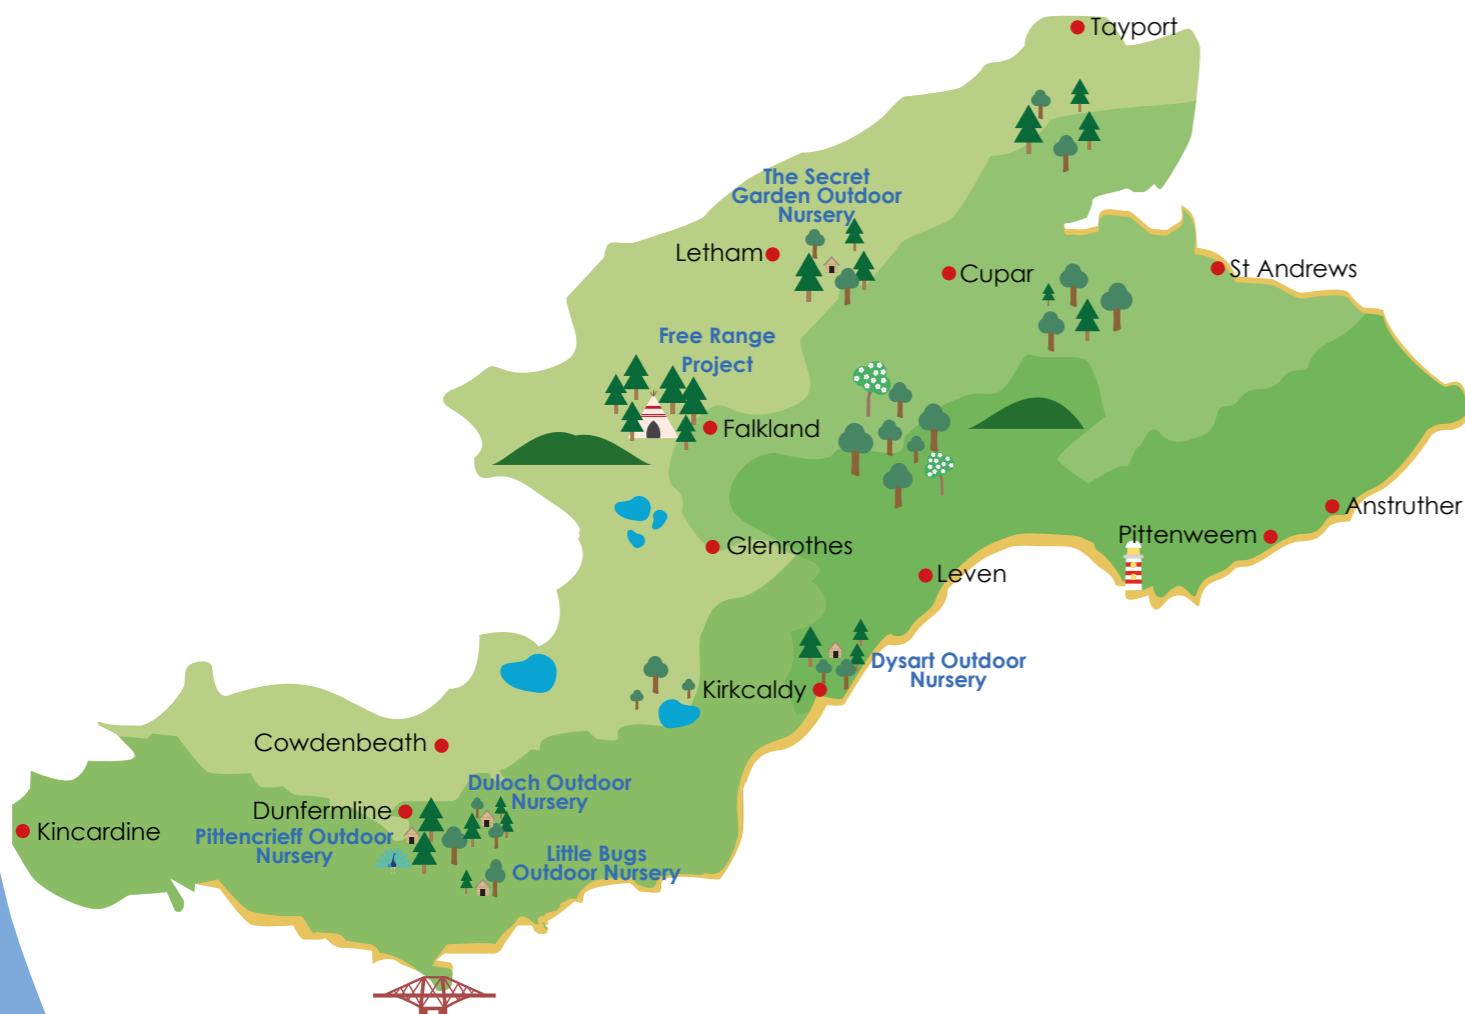 Tayport
The Secret
Garden Outdoor
Nursery
Letham
Cupar
St Andrews
Free Range
Project
Falkland
Anstruther
Pittenweem
Glenrothes
Leven
Dysart Outdoor
Nursery
Kirkcaldy
Cowdenbeath
Duloch Outdoor
Nursery
Dunfermline
Kincardine
Pittencrieff Outdoor
Nursery
Little Bugs
Outdoor Nursery